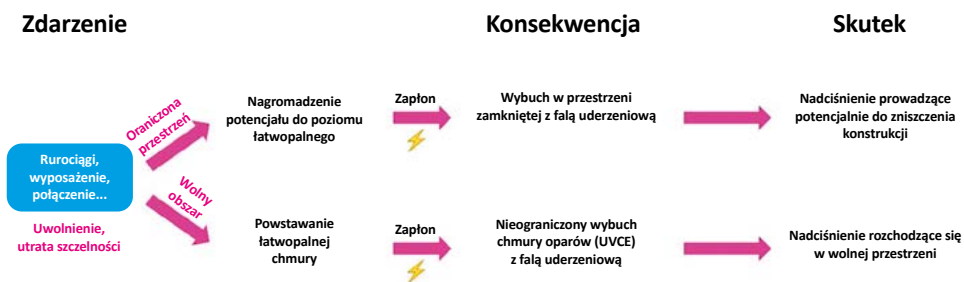 Zdarzenie
Konsekwencja
Skutek
Oraniczona
przestrzeń
Nagromadzenie
potencjału do poziomu
łatwopalnego
Zapłon
Wybuch w przestrzeni
zamkniętej z falą uderzeniową
Nadciśnienie prowadzące
potencjalnie do zniszczenia
konstrukcji
Rurociągi,
wyposażenie,
połączenie...
Uwolnienie,
utrata szczelności
Wolny
obszar
Powstawanie
łatwopalnej
chmury
Zapłon
Nieograniczony wybuch
chmury oparów (UVCE)
z falą uderzeniową
Nadciśnienie rozchodzące się
w wolnej przestrzeni